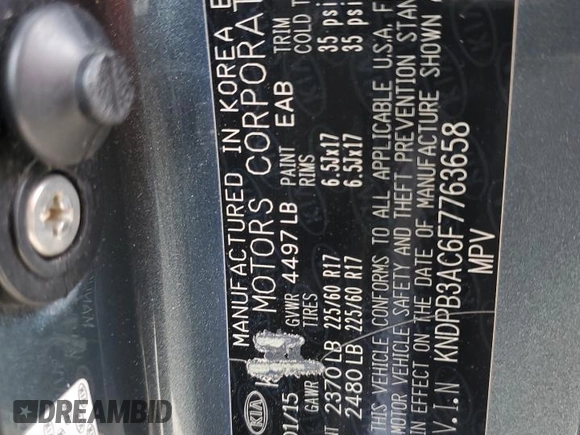 MANUFACTURED IN KOREA
KIA MOTORS CORPORAT
01/15 GVWR 4497 LB PAINT EAB TRIM
GAWR TIRES RIMS COLD
NT 2370 LB 225/60 R17 6.5Jx17 35 psi
2480 LB 225/60 R17 6.5Jx17 35 psi
THIS VEHICLE CONFORMS TO ALL APPLICABLE U.S.A. F
MOTOR VEHICLE SAFETY AND THEFT PREVENTION STAN
IN EFFECT ON THE DATE OF MANUFACTURE SHOWN A
V.I.N KNDPB3AC6F7763658
MPV
DREAMBID